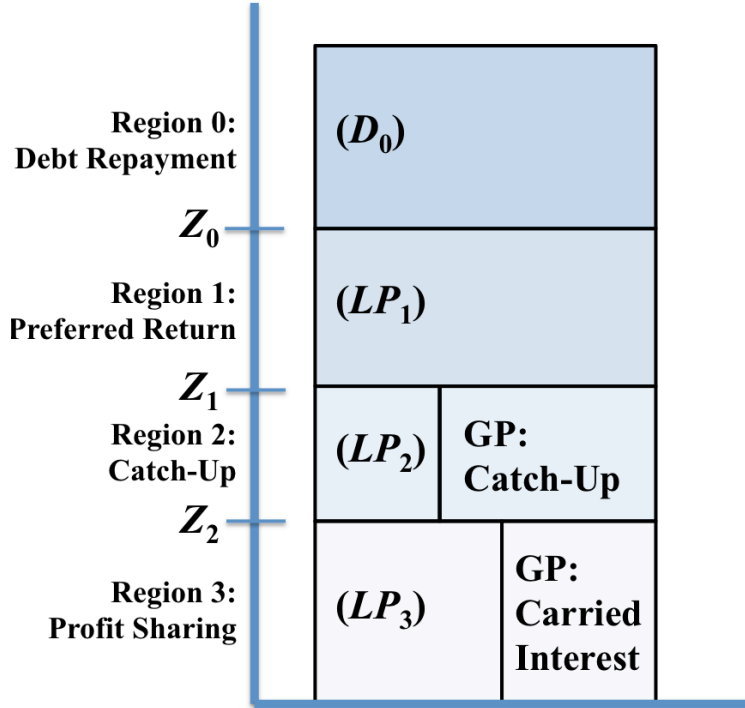 Region 0:
Debt Repayment
(D₀)
Z₀
Region 1:
Preferred Return
(LP₁)
Z₁
Region 2:
Catch-Up
(LP₂)
GP:
Catch-Up
Z₂
Region 3:
Profit Sharing
(LP₃)
GP:
Carried
Interest